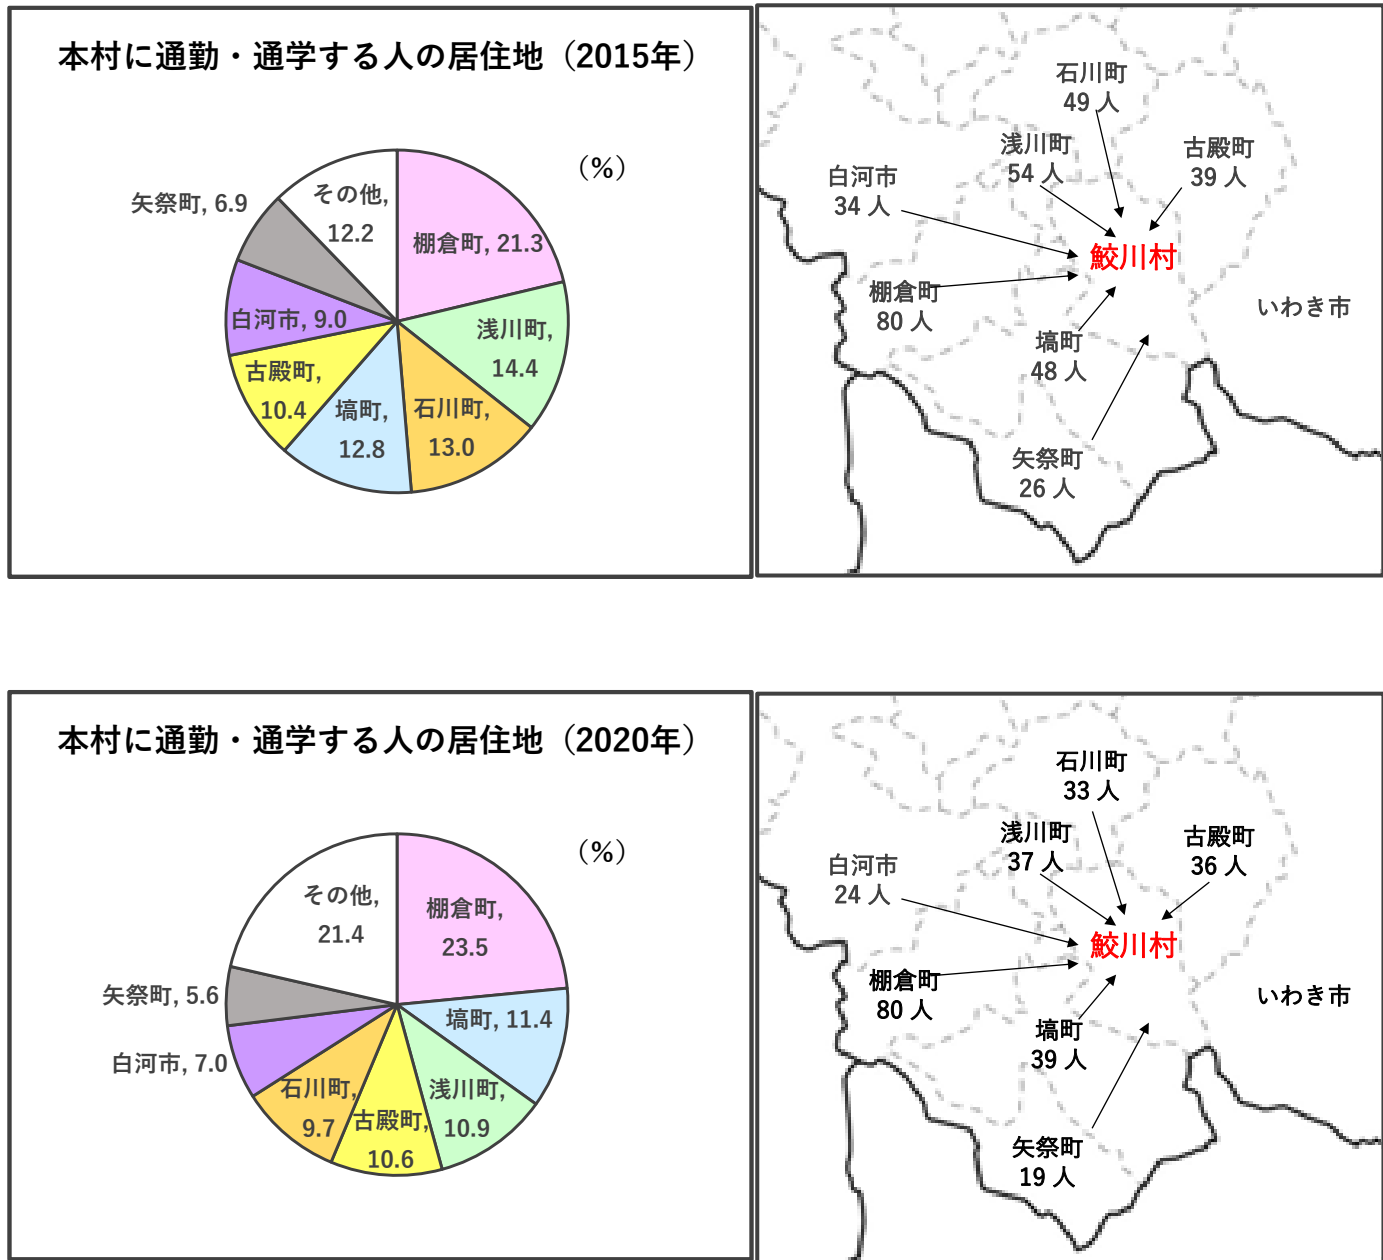 本村に通勤・通学する人の居住地（2015年）
（%）
その他,
12.2
棚倉町, 21.3
浅川町,
14.4
石川町,
13.0
塙町,
12.8
古殿町,
10.4
白河市, 9.0
矢祭町, 6.9
石川町
49 人
浅川町
54 人
古殿町
39 人
白河市
34 人
鮫川村
棚倉町
80 人
いわき市
塙町
48 人
矢祭町
26 人
本村に通勤・通学する人の居住地（2020年）
（%）
その他,
21.4
棚倉町,
23.5
塙町, 11.4
浅川町,
10.9
古殿町,
10.6
石川町,
9.7
白河市, 7.0
矢祭町, 5.6
石川町
33 人
浅川町
37 人
古殿町
36 人
白河市
24 人
鮫川村
棚倉町
80 人
いわき市
塙町
39 人
矢祭町
19 人